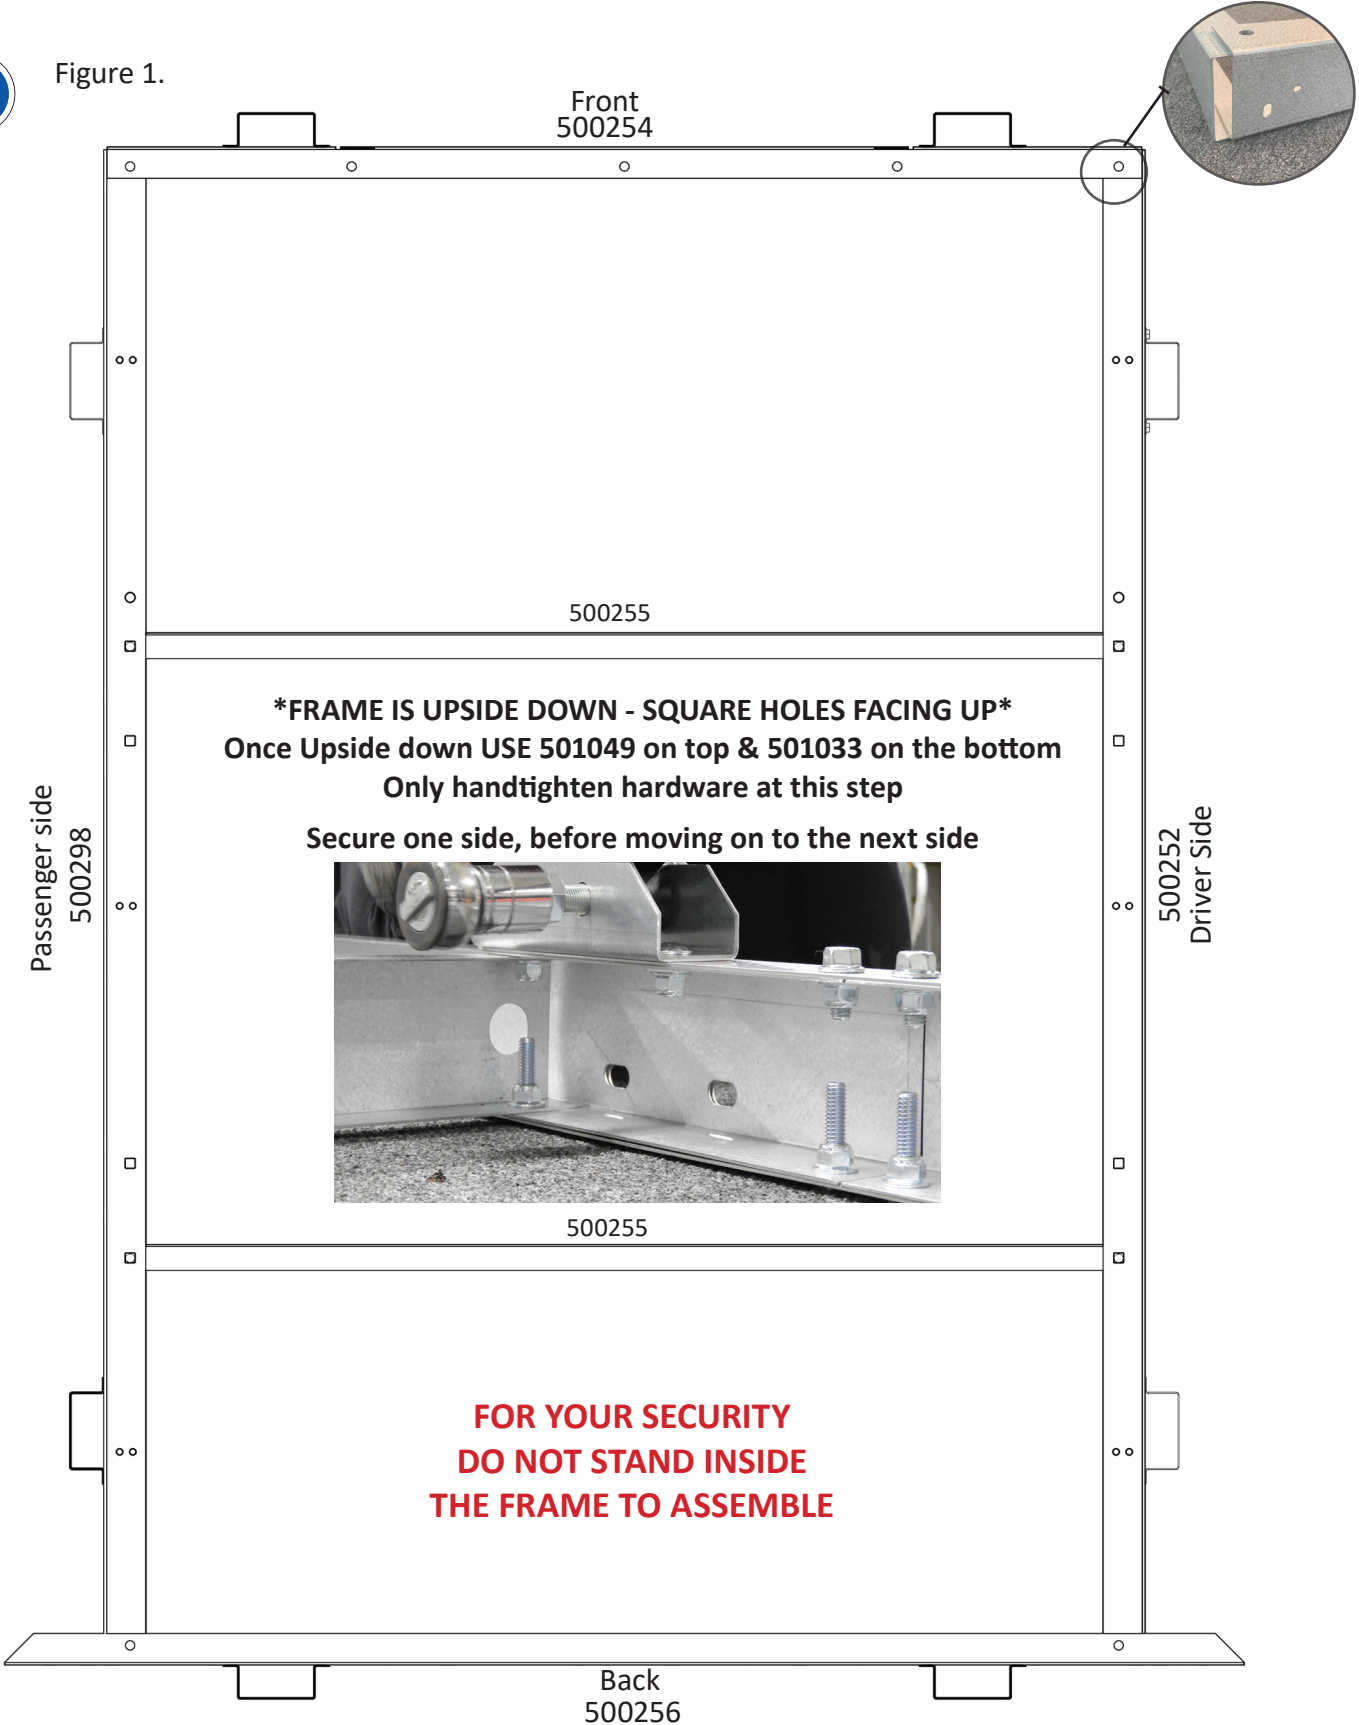 Figure 1.
Front
500254
500255
*FRAME IS UPSIDE DOWN - SQUARE HOLES FACING UP*
Once Upside down USE 501049 on top & 501033 on the bottom
Only handtighten hardware at this step
Secure one side, before moving on to the next side
Passenger side
500298
500252
Driver Side
500255
FOR YOUR SECURITY
DO NOT STAND INSIDE
THE FRAME TO ASSEMBLE
Back
500256